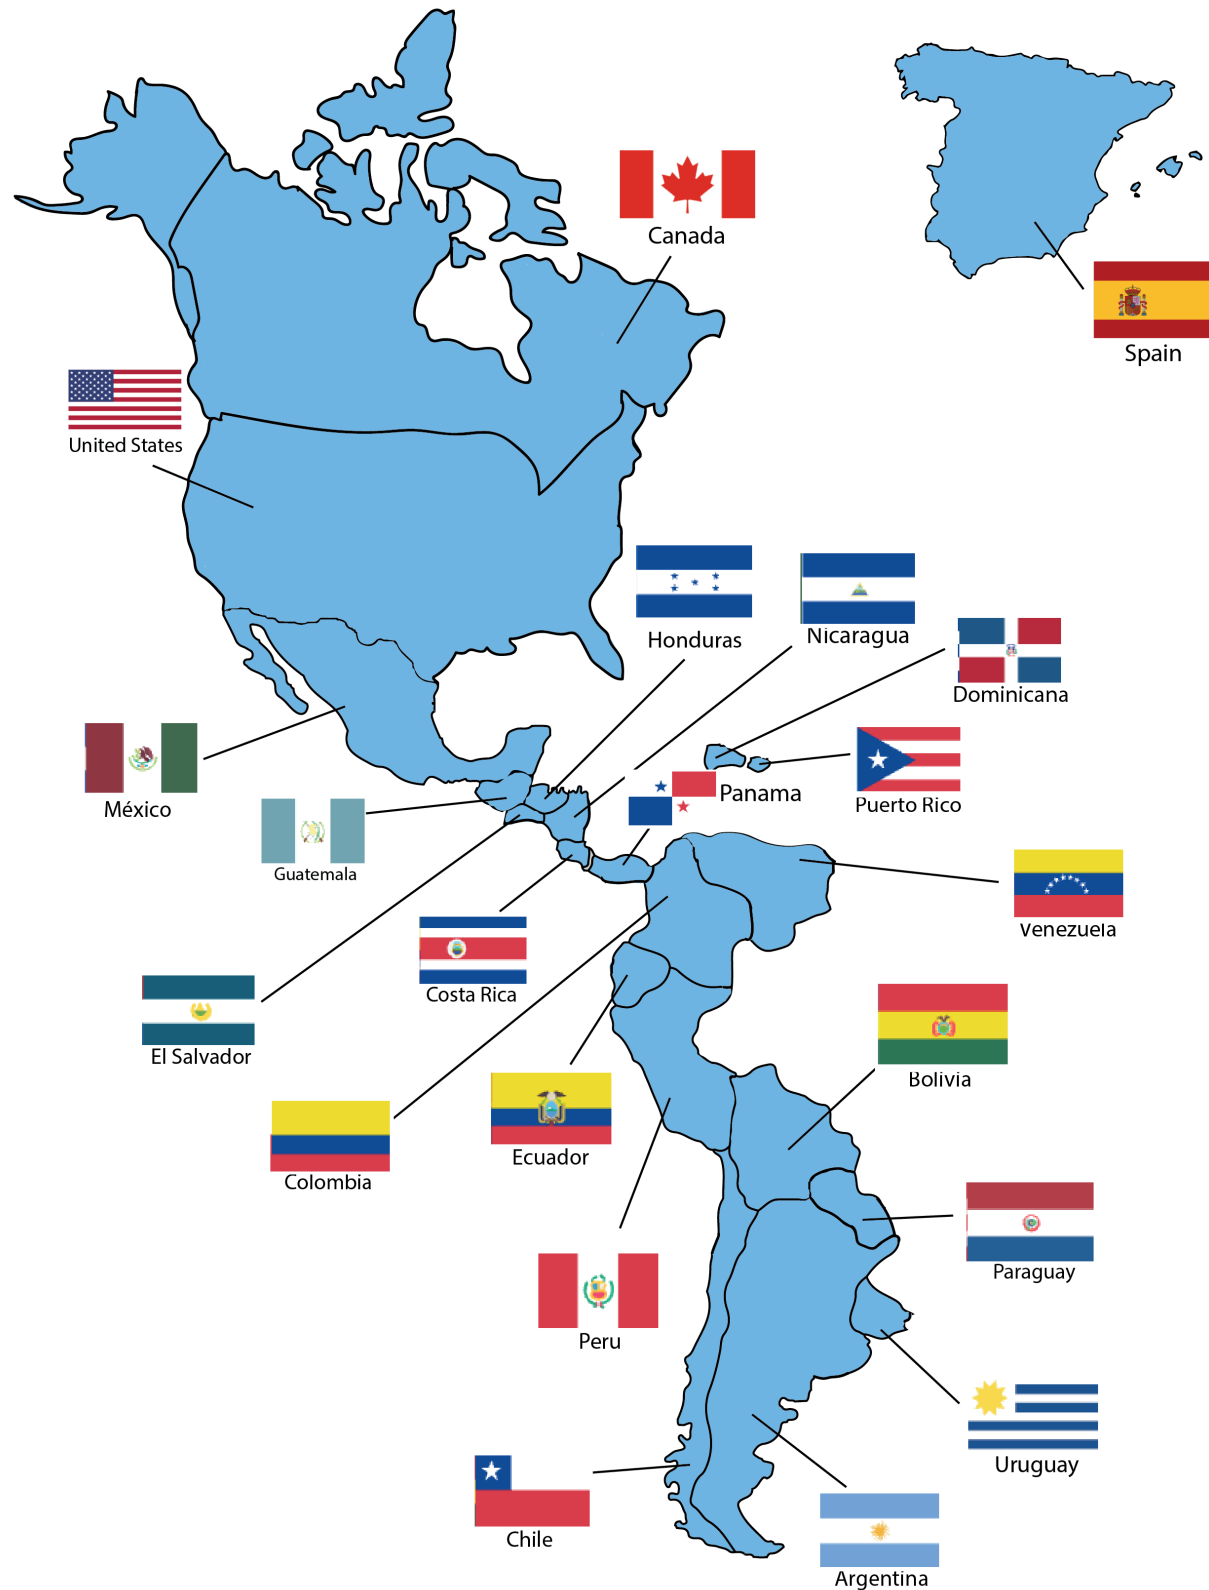 Canada
Spain
United States
Honduras
Nicaragua
Dominicana
México
Panama
Puerto Rico
Guatemala
Venezuela
Costa Rica
El Salvador
Bolivia
Ecuador
Colombia
Paraguay
Peru
Uruguay
Chile
Argentina